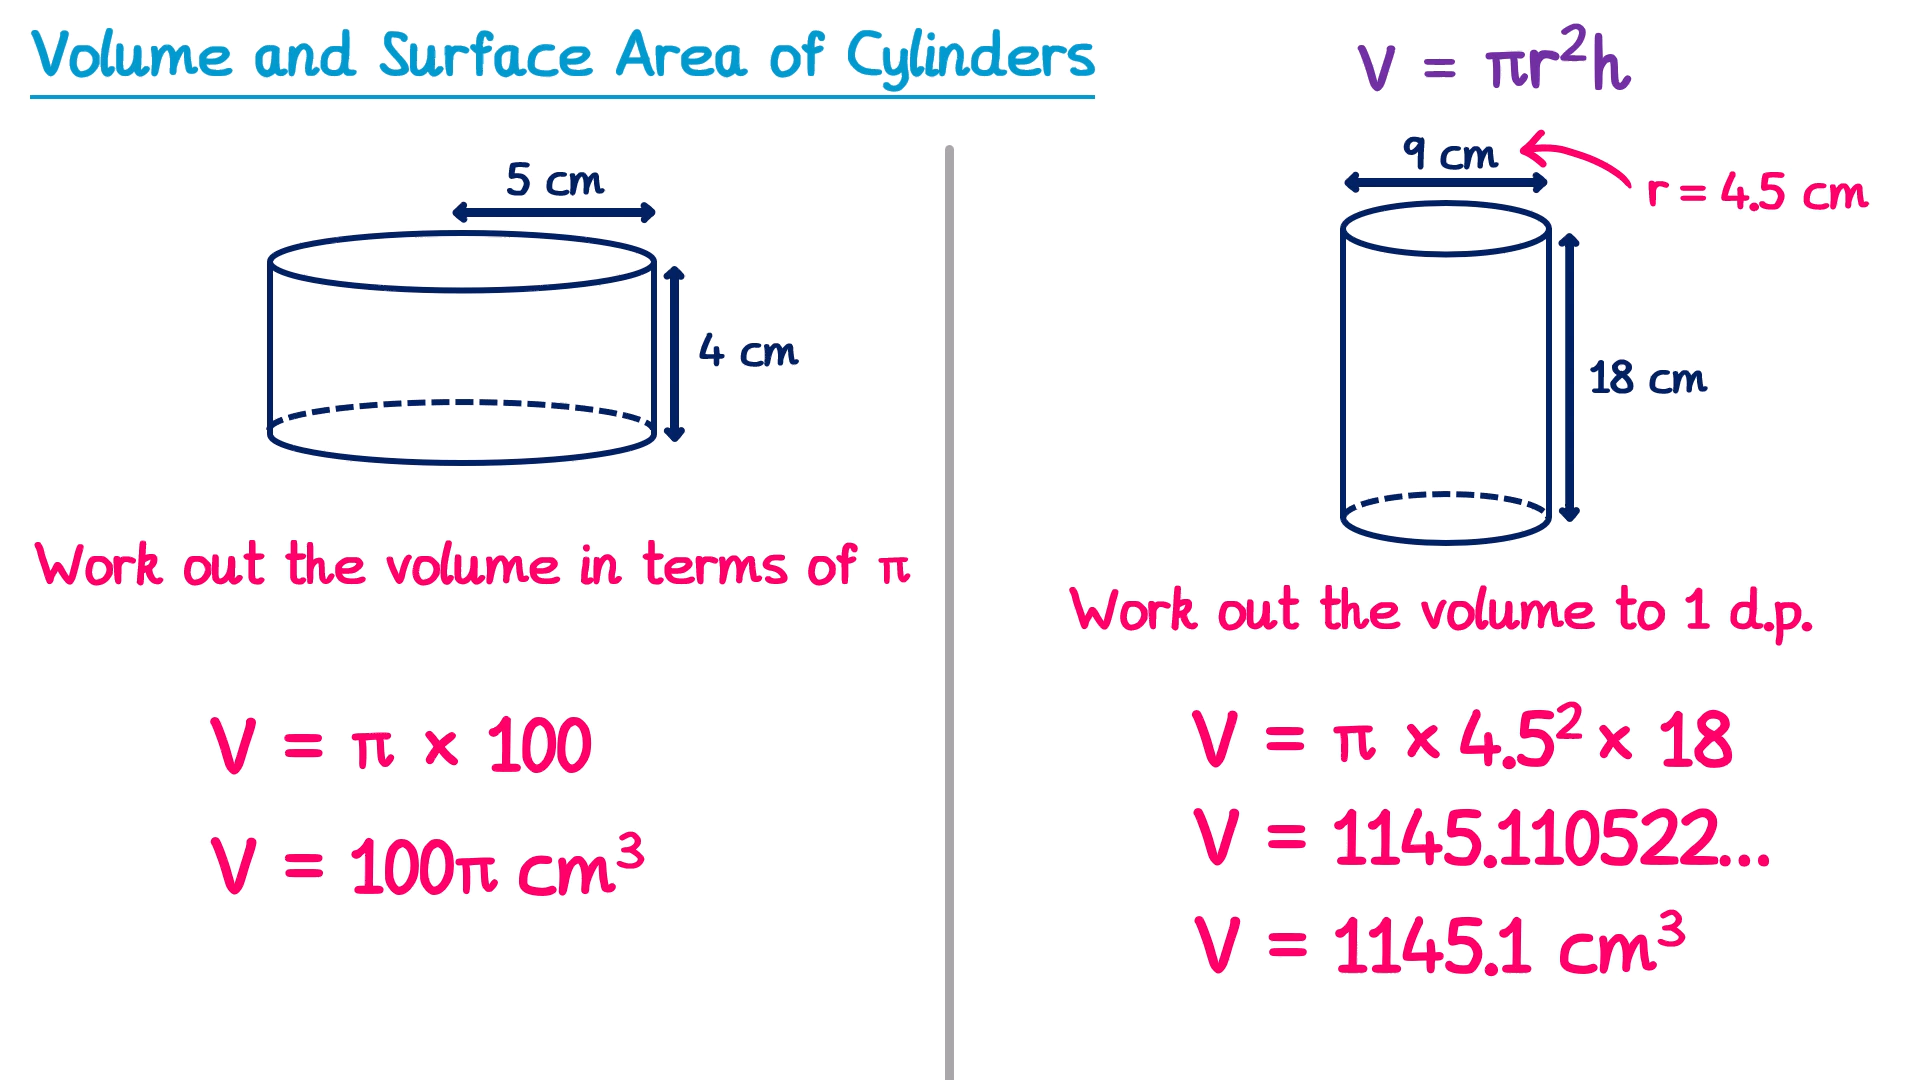 Volume and Surface Area of Cylinders
V = πr²h
5 cm
4 cm
Work out the volume in terms of π
V = π × 100
V = 100π cm³
9 cm
r = 4.5 cm
18 cm
Work out the volume to 1 d.p.
V = π × 4.5² × 18
V = 1145.110522...
V = 1145.1 cm³